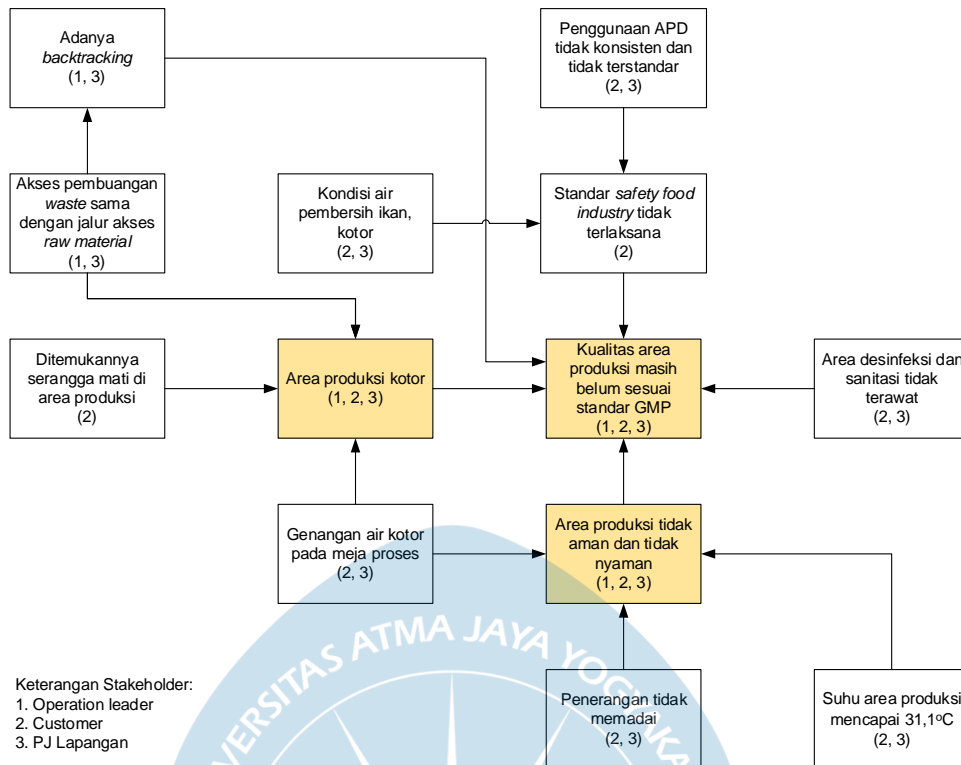 Adanya
backtracking
(1, 3)
Penggunaan APD
tidak konsisten dan
tidak terstandar
(2, 3)
Akses pembuangan
waste sama
dengan jalur akses
raw material
(1, 3)
Kondisi air
pembersih ikan,
kotor
(2, 3)
Standar safety food
industry tidak
terlaksana
(2)
Ditemukannya
serangga mati di
area produksi
(2)
Area produksi kotor
(1, 2, 3)
Kualitas area
produksi masih
belum sesuai
standar GMP
(1, 2, 3)
Area desinfeksi dan
sanitasi tidak
terawat
(2, 3)
Genangan air kotor
pada meja proses
(2, 3)
Area produksi tidak
aman dan tidak
nyaman
(1, 2, 3)
Penerangan tidak
memadai
(2, 3)
Suhu area produksi
mencapai 31,1ºC
(2, 3)
Keterangan Stakeholder:
1. Operation leader
2. Customer
3. PJ Lapangan
VERSITAS ATMA JAYA YOGYAKA